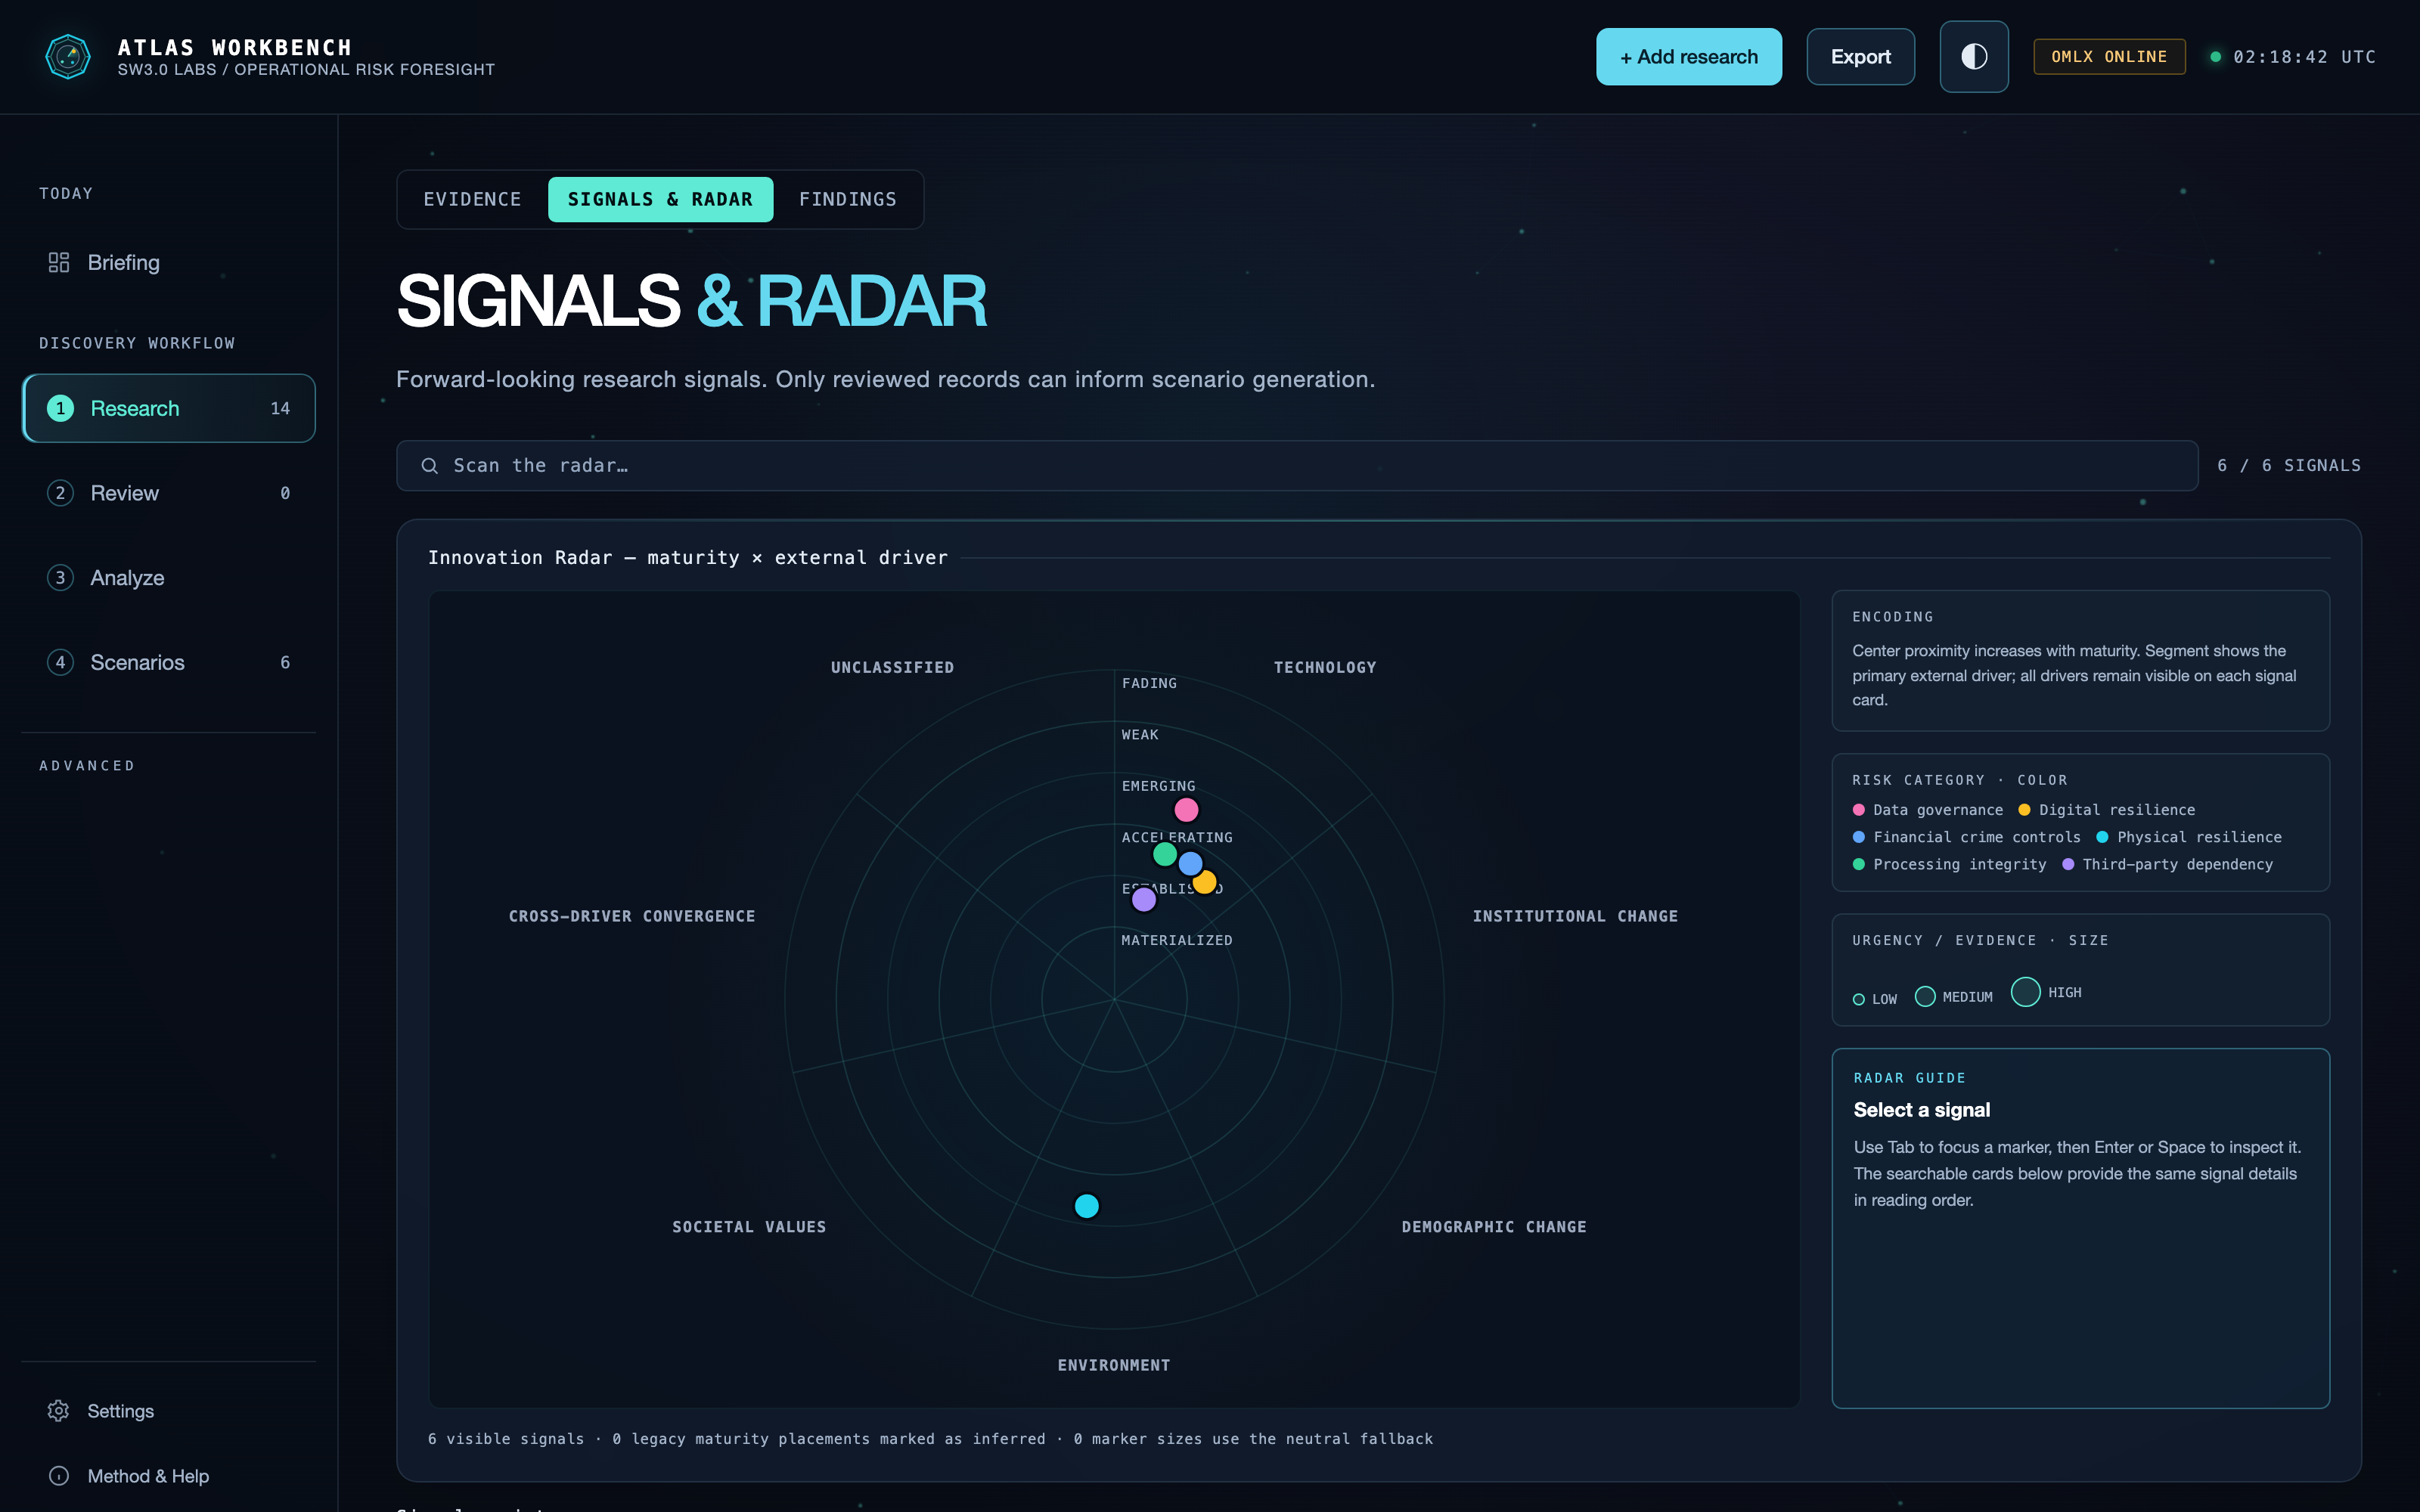 ATLAS WORKBENCH
SW3.0 LABS / OPERATIONAL RISK FORESIGHT
+ Add research
Export
OMLX ONLINE
02:18:42 UTC
TODAY
Briefing
DISCOVERY WORKFLOW
1 Research 14
2 Review 0
3 Analyze
4 Scenarios 6
ADVANCED
Settings
Method & Help
EVIDENCE
SIGNALS & RADAR
FINDINGS
SIGNALS & RADAR
Forward-looking research signals. Only reviewed records can inform scenario generation.
Scan the radar…
6 / 6 SIGNALS
Innovation Radar — maturity × external driver
UNCLASSIFIED
TECHNOLOGY
FADING
WEAK
EMERGING
ACCELERATING
MATERIALIZED
CROSS-DRIVER CONVERGENCE
INSTITUTIONAL CHANGE
SOCIETAL VALUES
DEMOGRAPHIC CHANGE
ENVIRONMENT
ENCODING
Center proximity increases with maturity. Segment shows the
primary external driver; all drivers remain visible on each signal
card.
RISK CATEGORY · COLOR
Data governance
Digital resilience
Financial crime controls
Physical resilience
Processing integrity
Third-party dependency
URGENCY / EVIDENCE · SIZE
LOW
MEDIUM
HIGH
RADAR GUIDE
Select a signal
Use Tab to focus a marker, then Enter or Space to inspect it.
The searchable cards below provide the same signal details
in reading order.
6 visible signals · 0 legacy maturity placements marked as inferred · 0 marker sizes use the neutral fallback